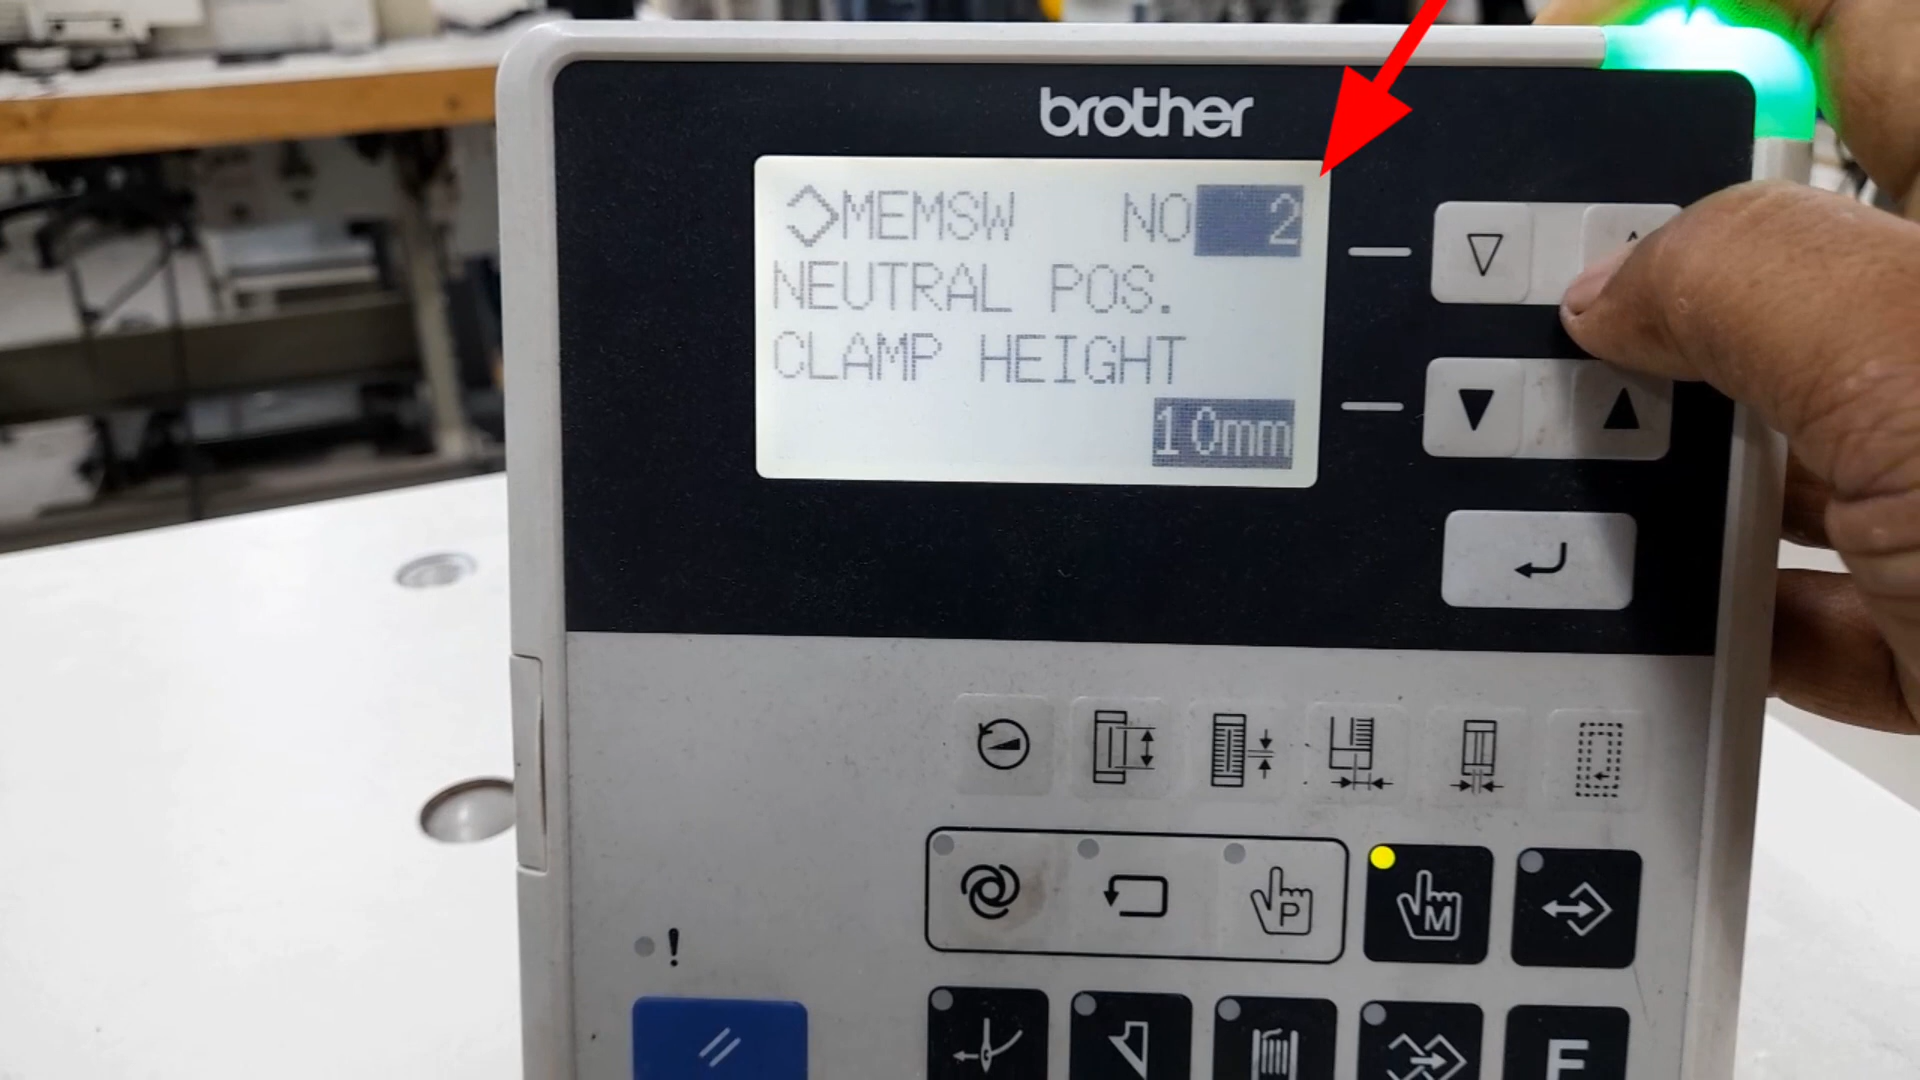 brother
MEMSW NO 2
NEUTRAL POS.
CLAMP HEIGHT
10mm
P
M
!
F